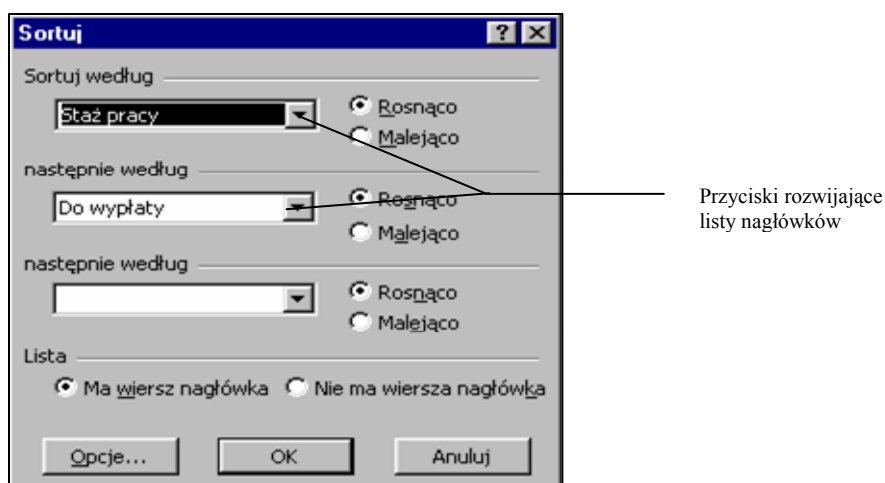 Sortuj
Sortuj według
Staż pracy
Rosnąco
Malejąco
następnie według
Do wypłaty
Rosnąco
Malejąco
następnie według
Rosnąco
Malejąco
Lista
Ma wiersz nagłówka Nie ma wiersza nagłówka
Opcje... OK Anuluj
Przyciski rozwijające
listy nagłówków